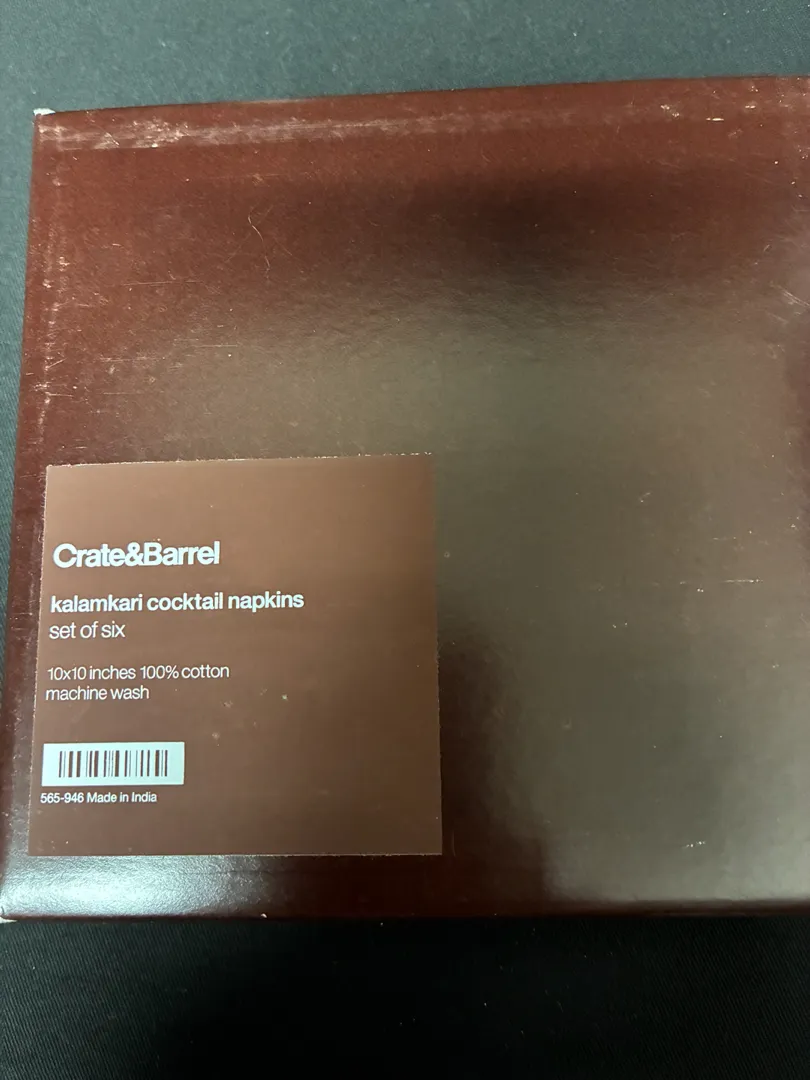 Crate&Barrel
kalamkari cocktail napkins
set of six
10x10 inches 100% cotton
machine wash
565-946 Made in India